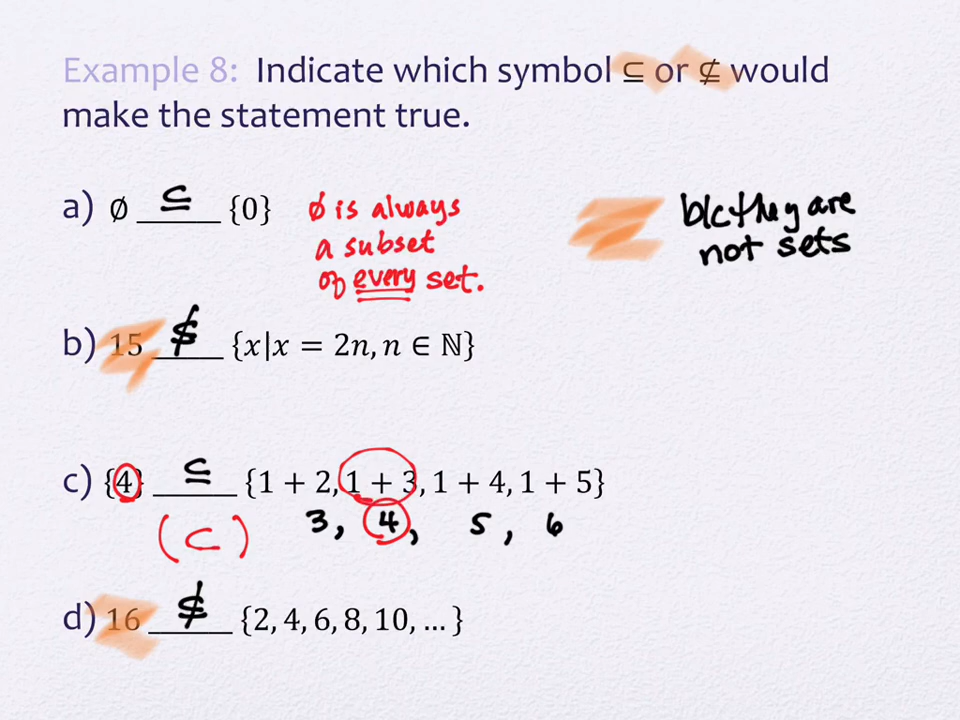 Example 8: Indicate which symbol ⊆ or ⊈ would
make the statement true.
a) ∅ ⊆ {0}
∅ is always
a subset
of every set.
b/c they are
not sets
b) 15 ⊈ {x|x = 2n, n ∈ ℕ}
c) {4} ⊆ {1 + 2, 1 + 3, 1 + 4, 1 + 5}
(⊂) 3, 4, 5, 6
d) 16 ⊈ {2, 4, 6, 8, 10, … }